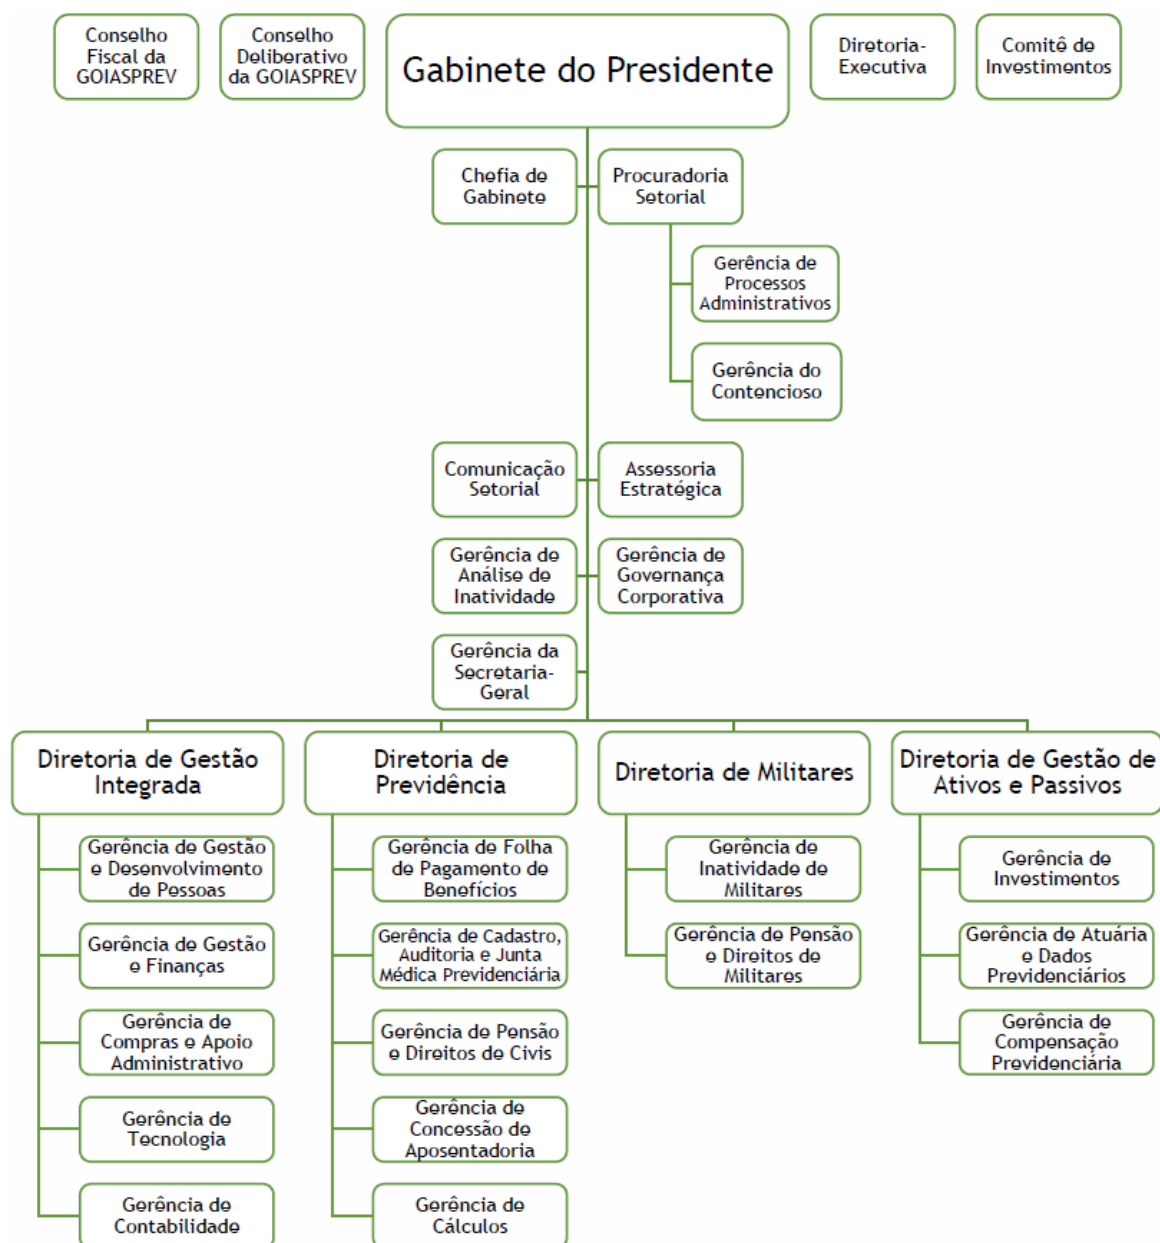 Conselho
Fiscal da
GOIASPREV
Conselho
Deliberativo
da GOIASPREV
Gabinete do Presidente
Diretoria-
Executiva
Comitê de
Investimentos
Chefia de
Gabinete
Procuradoria
Setorial
Gerência de
Processos
Administrativos
Gerência do
Contencioso
Comunicação
Setorial
Assessoria
Estratégica
Gerência de
Análise de
Inatividade
Gerência de
Governança
Corporativa
Gerência da
Secretaria-
Geral
Diretoria de Gestão
Integrada
Gerência de Gestão
e Desenvolvimento
de Pessoas
Gerência de Gestão
e Finanças
Gerência de
Compras e Apoio
Administrativo
Gerência de
Tecnologia
Gerência de
Contabilidade
Diretoria de
Previdência
Gerência de Folha
de Pagamento de
Benefícios
Gerência de Cadastro,
Auditoria e Junta
Médica Previdenciária
Gerência de Pensão
e Direitos de Civis
Gerência de
Concessão de
Aposentadoria
Gerência de
Cálculos
Diretoria de Militares
Gerência de
Inatividade de
Militares
Gerência de Pensão
e Direitos de
Militares
Diretoria de Gestão de
Ativos e Passivos
Gerência de
Investimentos
Gerência de Atuária
e Dados
Previdenciários
Gerência de
Compensação
Previdenciária